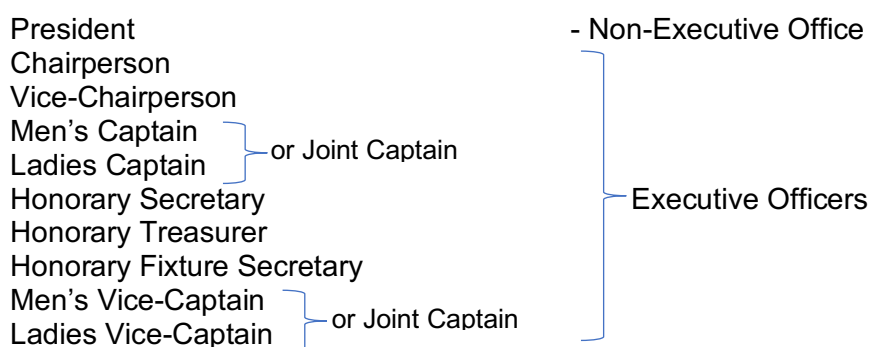 President - Non-Executive Office
Chairperson
Vice-Chairperson
Men’s Captain
or Joint Captain
Ladies Captain
Honorary Secretary Executive Officers
Honorary Treasurer
Honorary Fixture Secretary
Men’s Vice-Captain
or Joint Captain
Ladies Vice-Captain